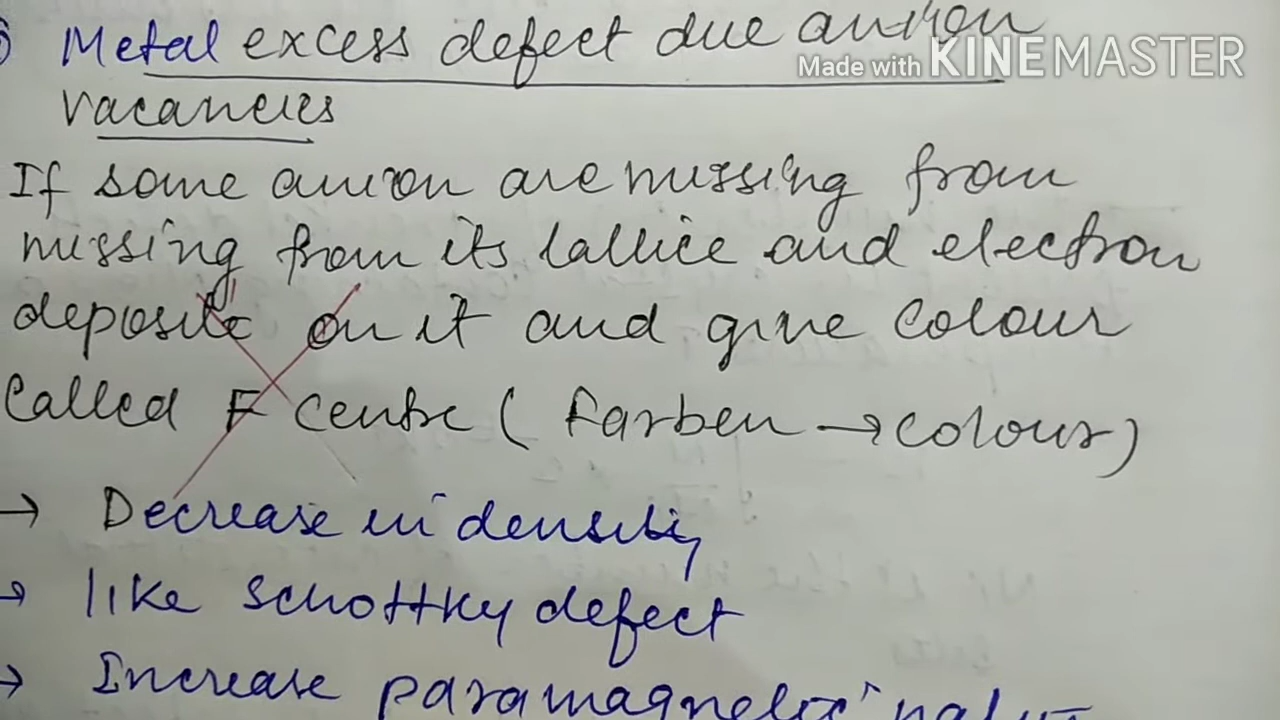 Metal excess defect due anion
Made with KINEMASTER
vacancies
If some anion are missing from
missing from its lattice and electron
deposite on it and give colour
called F centre ( Farben → colour)
→ Decrease in density
→ like schottky defect
→ Increase paramagnetic